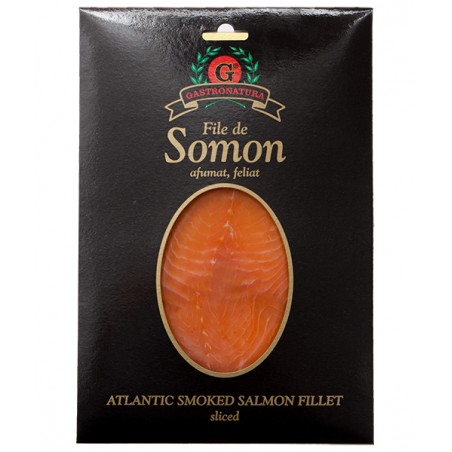 G
GASTRONATURA
File de
Somon
afumat, feliat
ATLANTIC SMOKED SALMON FILLET
sliced